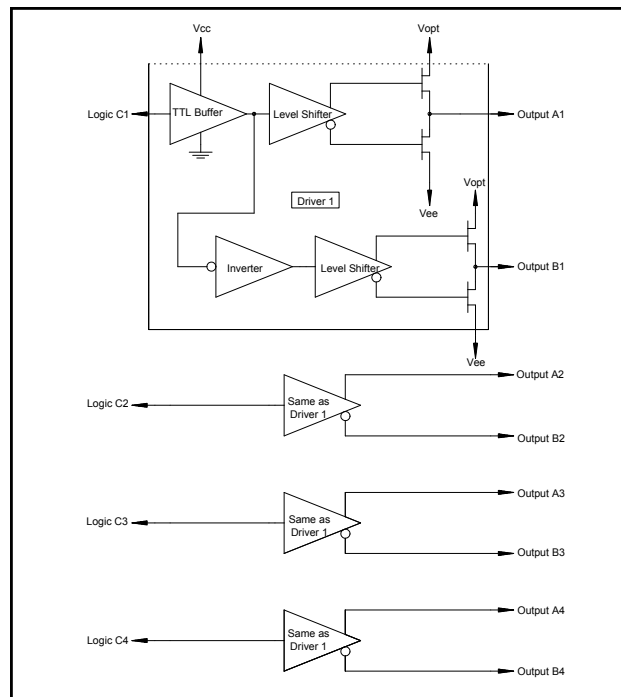 Vcc
Vopt
Logic C1
TTL Buffer
Level Shifter
Output A1
Driver 1
Vee
Vopt
Inverter
Level Shifter
Output B1
Vee
Logic C2
Same as
Driver 1
Output A2
Output B2
Logic C3
Same as
Driver 1
Output A3
Output B3
Logic C4
Same as
Driver 1
Output A4
Output B4